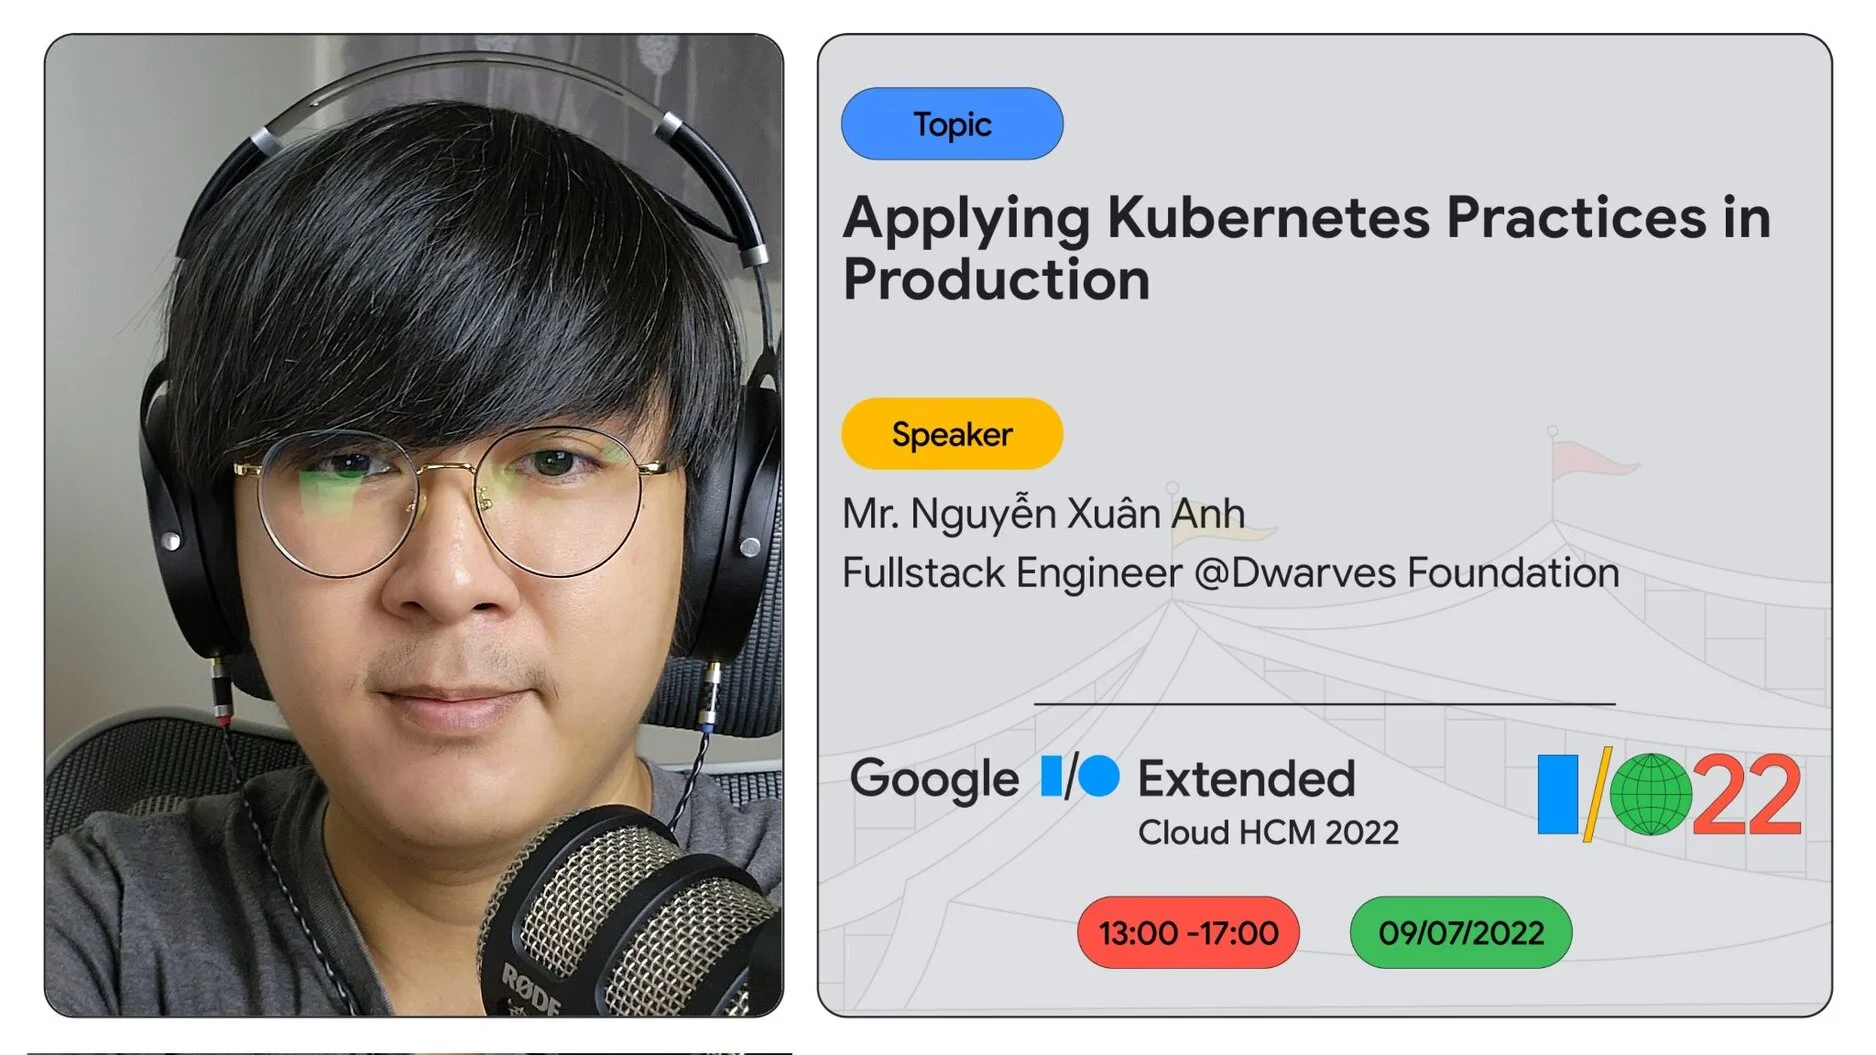 Topic
Applying Kubernetes Practices in
Production
Speaker
Mr. Nguyễn Xuân Anh
Fullstack Engineer @Dwarves Foundation
Google I/O Extended
Cloud HCM 2022
I/O22
13:00 -17:00
09/07/2022
RØDE